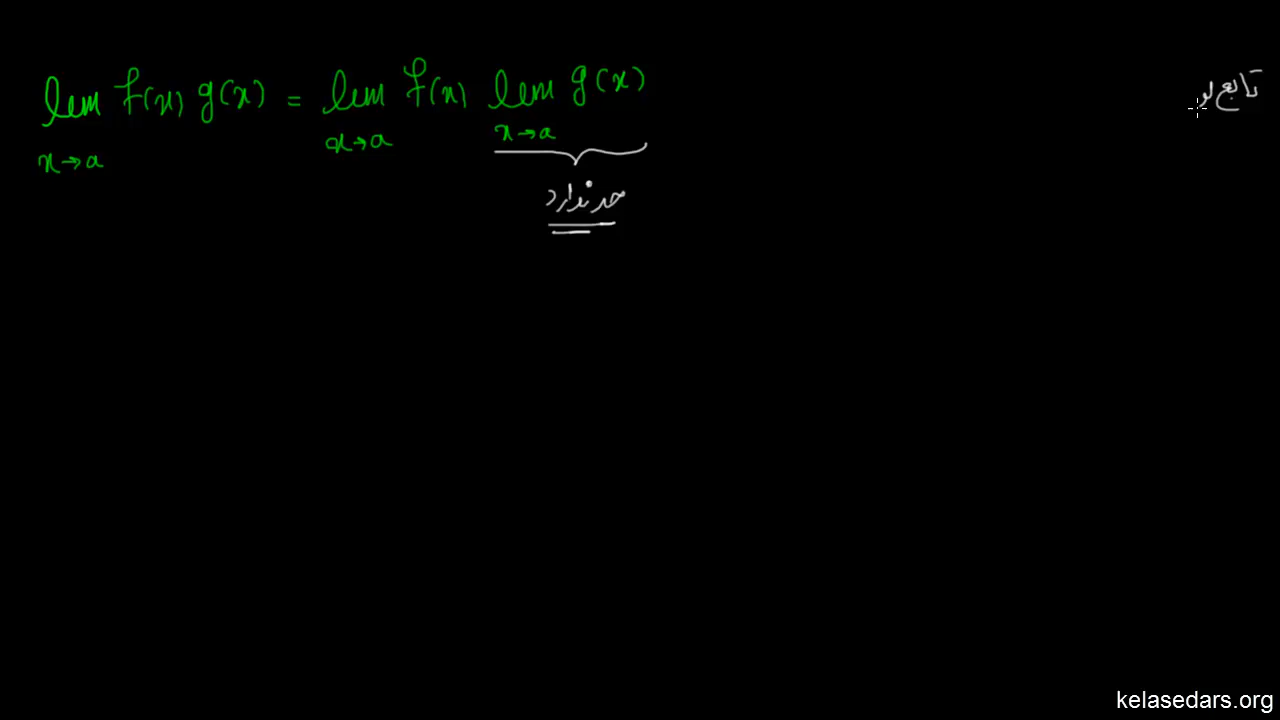 lim f(x) g(x) = lim f(x) lim g(x)
x→a x→a x→a
حد ندارد
تابع
kelasedars.org